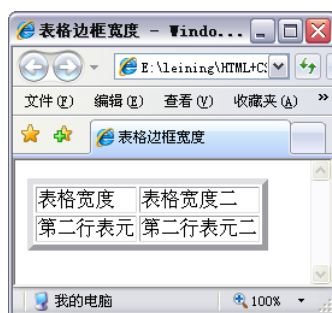 表格边框宽度 - Windo...
E:\leining\HTML+C
文件(F) 编辑(E) 查看(V) 收藏夹(A) »
表格边框宽度
表格宽度 表格宽度二
第二行表元 第二行表元二
我的电脑 100%